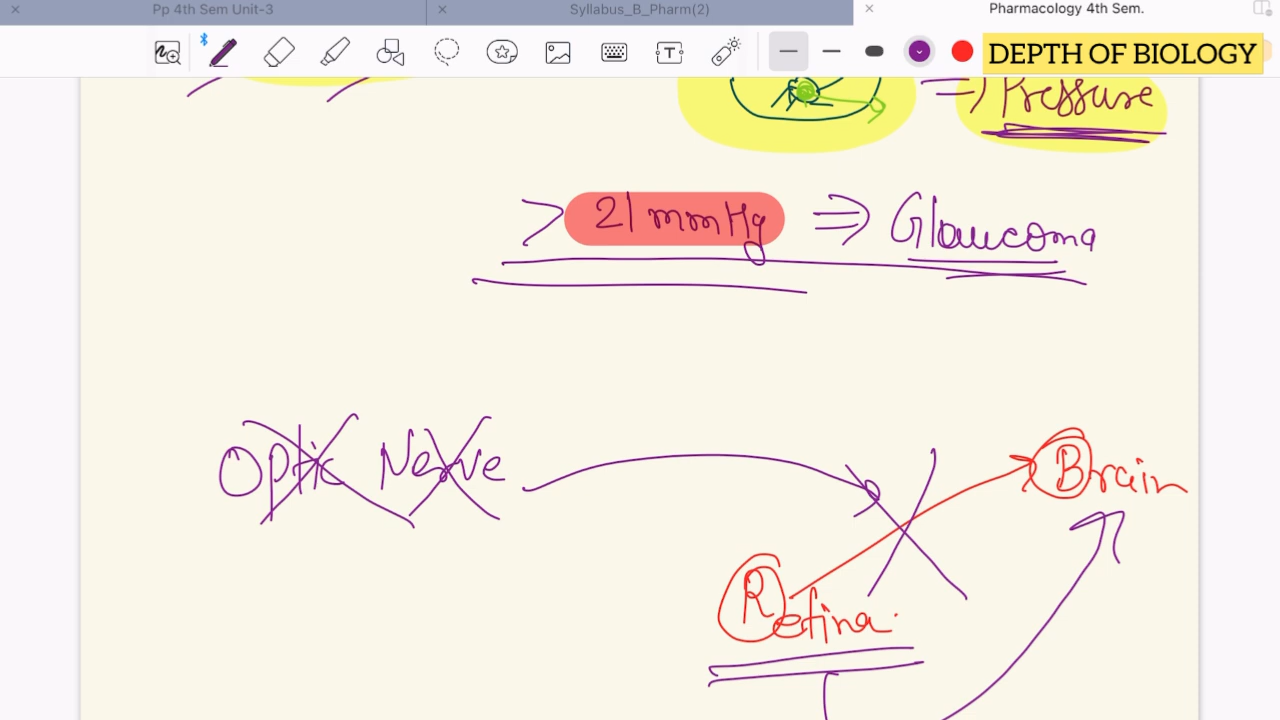 Pp 4th Sem Unit-3
Syllabus_B_Pharm(2)
Pharmacology 4th Sem.
T
DEPTH OF BIOLOGY
⇒ Pressure
> 21 mmHg ⇒ Glaucoma
Optic Nerve
Brain
Retina.